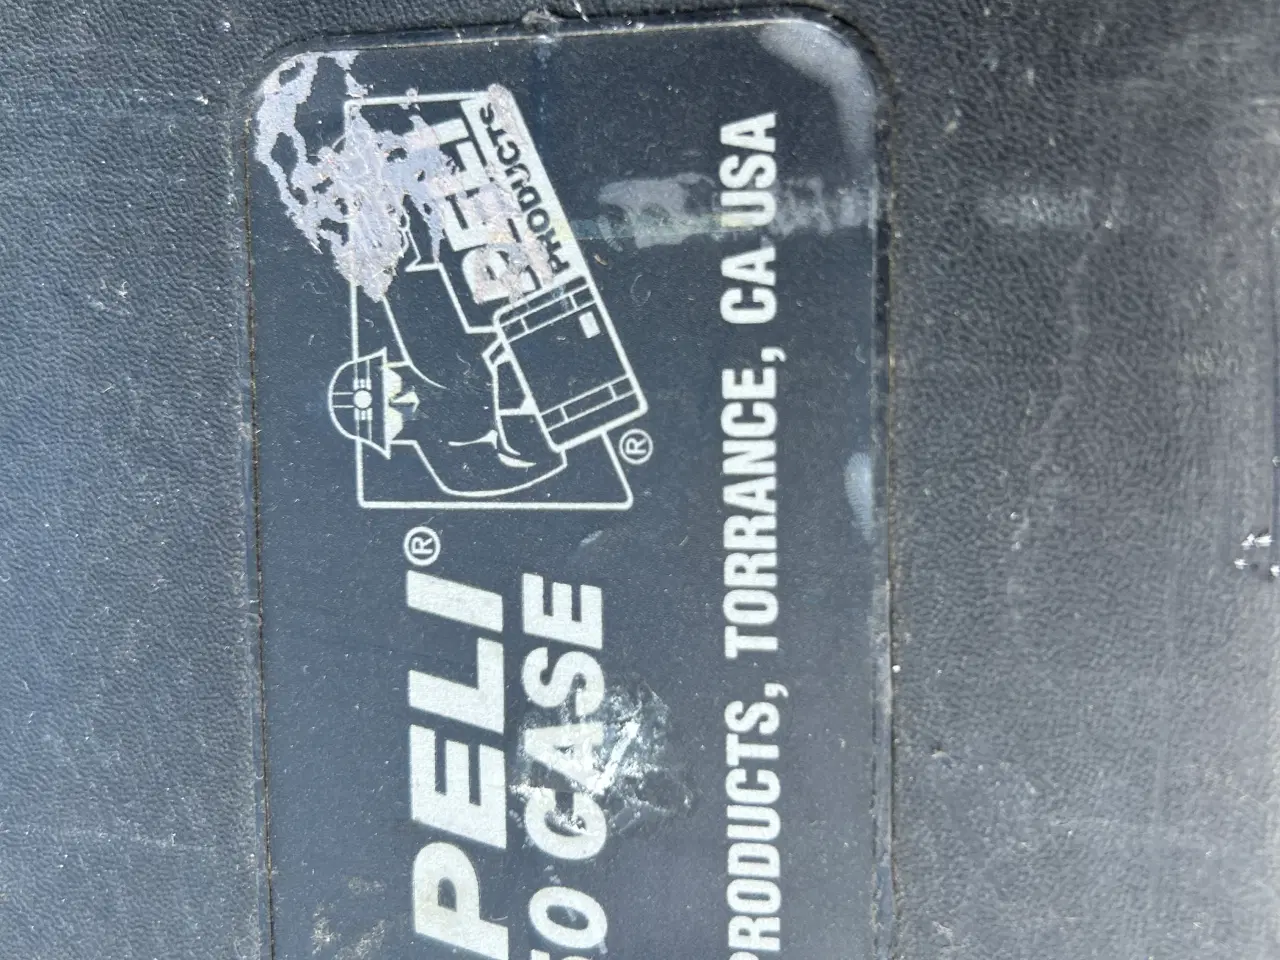 PELI®
50 CASE
PRODUCTS, TORRANCE, CA USA
PELI
PRODUCTS
®